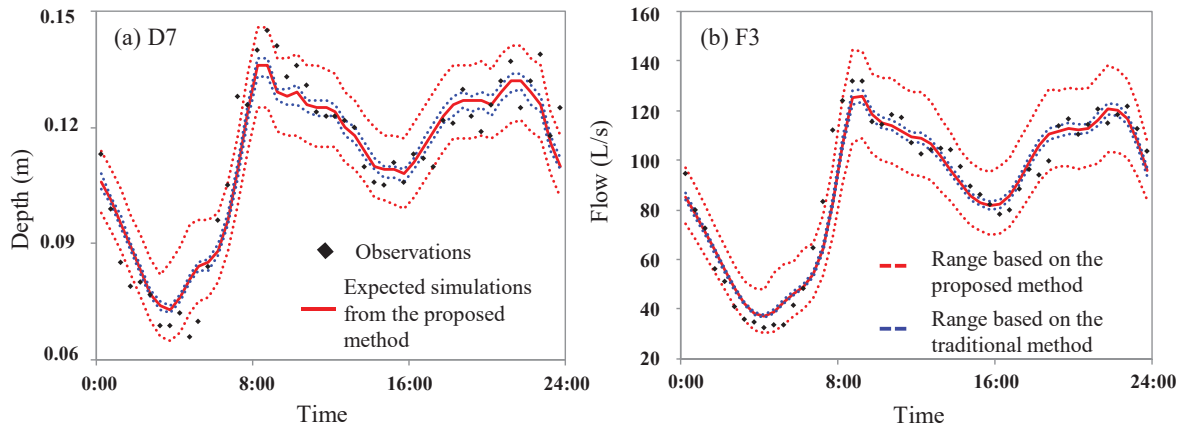 (a) D7
0.15
0.12
0.09
0.06
Depth (m)
0:00
8:00
16:00
24:00
Time
Observations
Expected simulations
from the proposed
method
(b) F3
160
140
120
100
80
60
40
20
Flow (L/s)
0:00
8:00
16:00
24:00
Time
Range based on the
proposed method
Range based on the
traditional method